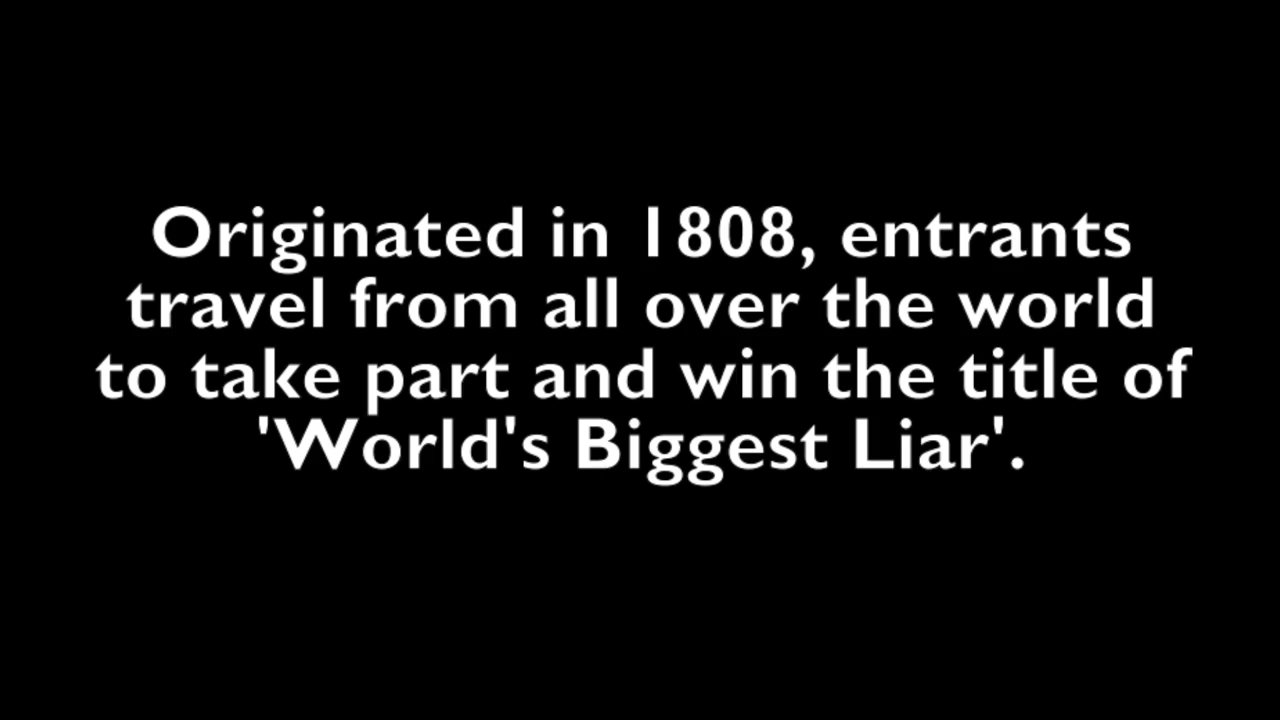 Originated in 1808, entrants
travel from all over the world
to take part and win the title of
'World's Biggest Liar'.